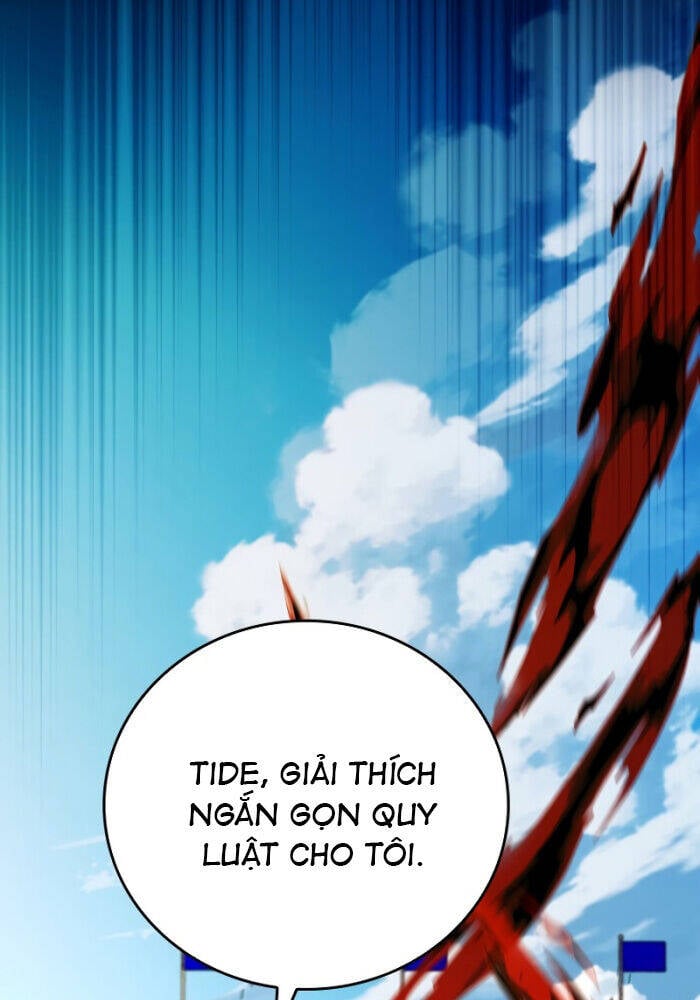 TIDE, GIẢI THÍCH
NGẮN GỌN QUY
LUẬT CHO TÔI.